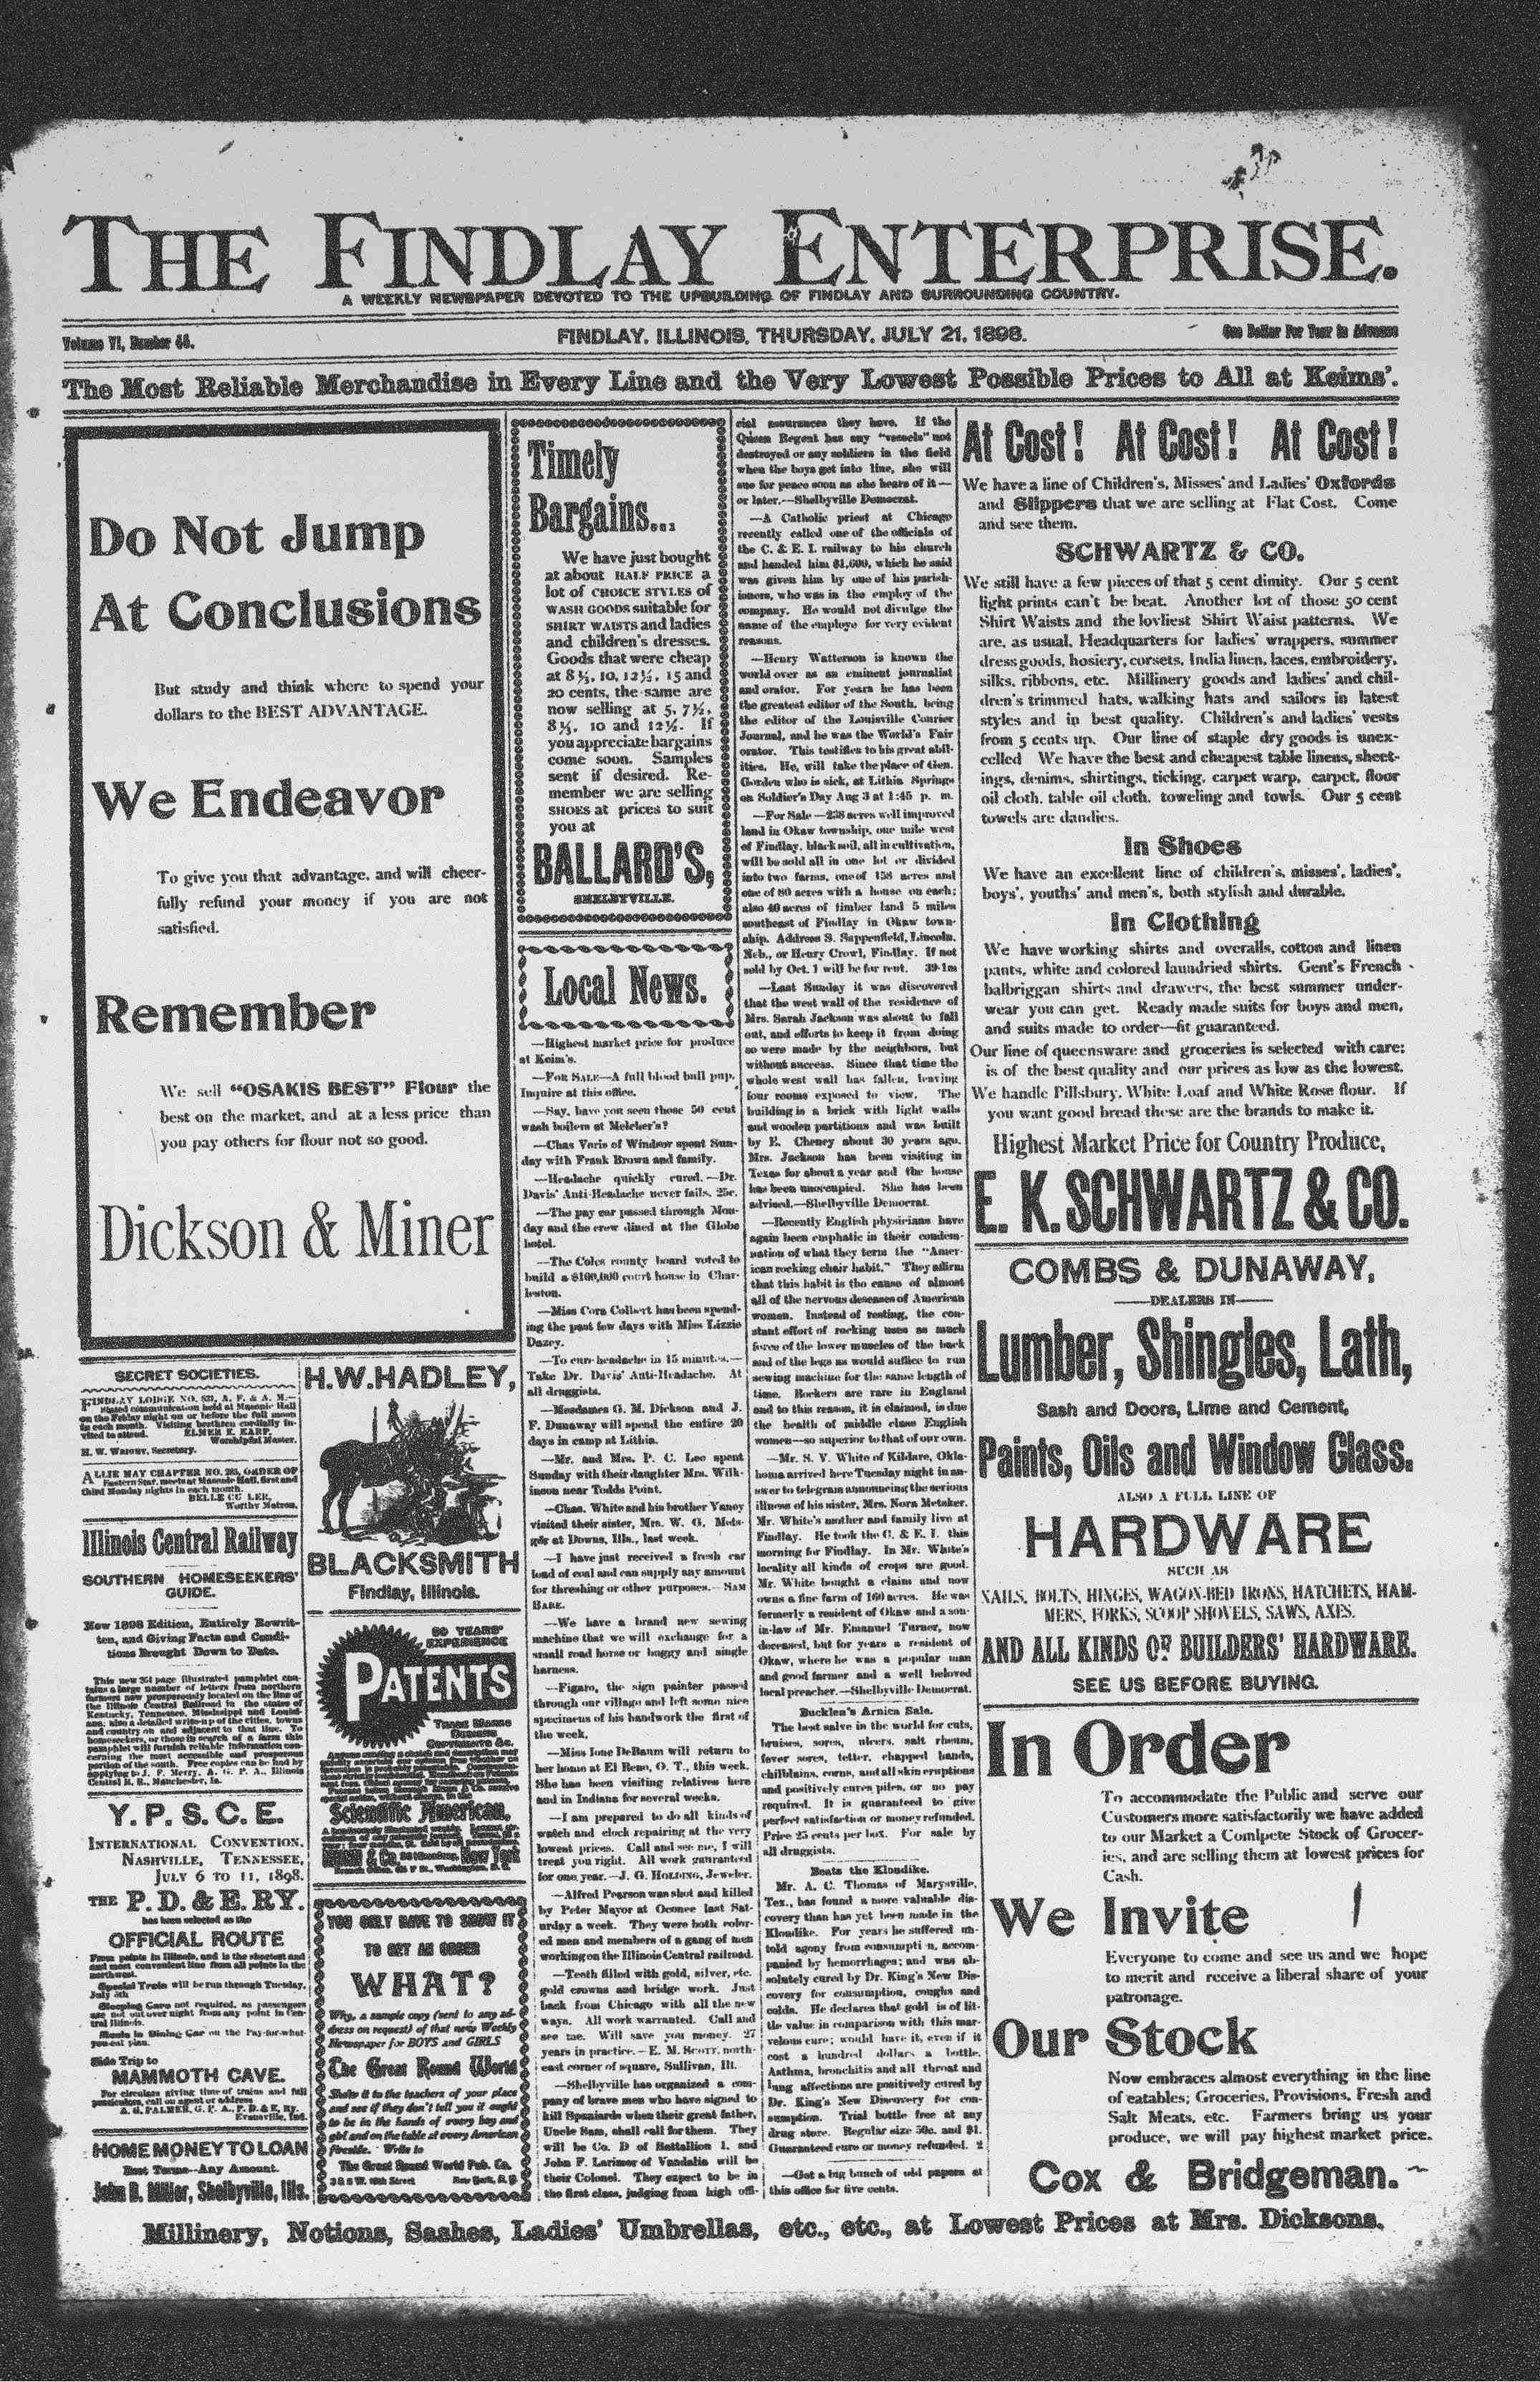 THE FINDLAY ENTERPRISE.
A WEEKLY NEWSPAPER DEVOTED TO THE UPBUILDING OF FINDLAY AND SURROUNDING COUNTRY.
Volume VI, Number 44.
FINDLAY, ILLINOIS, THURSDAY, JULY 21, 1898.
One Dollar Per Year in Advance
The Most Reliable Merchandise in Every Line and the Very Lowest Possible Prices to All at Keims'.
Do Not Jump
At Conclusions
But study and think where to spend your
dollars to the BEST ADVANTAGE.
We Endeavor
To give you that advantage, and will cheer-
fully refund your money if you are not
satisfied.
Remember
We sell "OSAKIS BEST" Flour the
best on the market, and at a less price than
you pay others for flour not so good.
Dickson & Miner
SECRET SOCIETIES.
FINDLAY LODGE NO. 831, A. F. & A. M.—
Stated communication held at Masonic Hall
on the Friday night on or before the full moon
in each month. Visiting brethren cordially in-
vited to attend. ELMER E. EARP,
Worshipful Master.
H. W. Wright, Secretary.
ALLIE MAY CHAPTER NO. 265, ORDER OF
Eastern Star, meets at Masonic Hall, first and
third Monday nights in each month.
Worthy Matron.
Illinois Central Railway
SOUTHERN HOMESEEKERS'
GUIDE.
New 1898 Edition, Entirely Rewrit-
ten, and Giving Facts and Condi-
tions Brought Down to Date.
This new 264 page illustrated pamphlet con-
tains a large number of letters from northern
farmers now prosperously located on the line of
the Illinois Central Railroad in the states of
Kentucky, Tennessee, Mississippi and Louisi-
ana; also a detailed write-up of the cities, towns
and country on and adjacent to that line. To
homeseekers, or those in search of a farm this
pamphlet will furnish reliable information con-
cerning the most accessible and prosperous
portion of the south. Free copies can be had by
applying to J. F. Merry, A. G. P. A., Illinois
Central R. R., Manchester, Ia.
Y. P. S. C. E.
INTERNATIONAL CONVENTION,
NASHVILLE, TENNESSEE,
JULY 6 TO 11, 1898.
THE P. D. & E. RY.
has been selected as the
OFFICIAL ROUTE
From points in Illinois, and is the shortest and
and most convenient line from all points in the
northwest.
Special Train will be run through Tuesday,
July 5th
Sleeping Cars not required, as passengers
are not out over night from any point in Cen-
tral Illinois.
Meals in Dining Car on the Pay-for-what-
you-eat plan.
Side Trip to
MAMMOTH CAVE.
For circulars giving time of trains and full
particulars, call on agent or address
A. G. PALMER, G. P. A., P. D. & E. Ry.
Evansville, Ind.
HOME MONEY TO LOAN
Best Terms--Any Amount.
John D. Miller, Shelbyville, Ills.
H. W. HADLEY,
BLACKSMITH
Findlay, Illinois.
50 YEARS'
EXPERIENCE
PATENTS
TRADE MARKS
DESIGNS
COPYRIGHTS &C.
Scientific American.
YOU ONLY HAVE TO SHOW IT
TO GET AN ORDER
WHAT?
Why, a sample copy (sent to any ad-
dress on request) of that new Weekly
Newspaper for BOYS and GIRLS
The Great Round World
Show it to the teachers of your place
and see if they don't tell you it ought
to be in the hands of every boy and
girl and on the table at every American
fireside. Write to
The Great Round World Pub. Co.
3 & 5 W. 18th Street New York, N. Y.
Timely
Bargains...
We have just bought
at about HALF PRICE a
lot of CHOICE STYLES of
WASH GOODS suitable for
SHIRT WAISTS and ladies
and children's dresses.
Goods that were cheap
at 8⅓, 10, 12½, 15 and
20 cents, the same are
now selling at 5, 7½,
8⅓, 10 and 12½. If
you appreciate bargains
come soon. Samples
sent if desired. Re-
member we are selling
SHOES at prices to suit
you at
BALLARD'S,
SHELBYVILLE.
Local News.
—Highest market price for produce
at Keim's.
—FOR SALE—A full blood bull pup.
Inquire at this office.
—Say, have you seen those 50 cent
wash boilers at Melcher's?
—Chas Voris of Windsor spent Sun-
day with Frank Brown and family.
—Headache quickly cured.—Dr.
Davis' Anti-Headache never fails. 25c.
—The pay car passed through Mon-
day and the crew dined at the Globe
hotel.
—The Coles county board voted to
build a $100,000 court house in Char-
leston.
—Miss Cora Colbert has been spend-
ing the past few days with Miss Lizzie
Dazey.
—To cure headache in 15 minutes.—
Take Dr. Davis' Anti-Headache. At
all druggists.
—Mesdames G. M. Dickson and J.
F. Dunaway will spend the entire 20
days in camp at Lithia.
—Mr. and Mrs. P. C. Lee spent
Sunday with their daughter Mrs. Wilk-
inson near Todds Point.
—Chas. White and his brother Vancy
visited their sister, Mrs. W. G. Metz-
ger at Downs, Ills., last week.
—I have just received a fresh car
load of coal and can supply any amount
for threshing or other purposes.—SAM
BARE.
—We have a brand new sewing
machine that we will exchange for a
small road horse or buggy and single
harness.
—Figaro, the sign painter passed
through our village and left some nice
specimens of his handwork the first of
the week.
—Miss Ione DeBaum will return to
her home at El Reno, O. T., this week.
She has been visiting relatives here
and in Indiana for several weeks.
—I am prepared to do all kinds of
watch and clock repairing at the very
lowest prices. Call and see me, I will
treat you right. All work guaranteed
for one year.—J. G. HOLDING, Jeweler.
—Alfred Pearson was shot and killed
by Peter Mayor at Oconee last Sat-
urday a week. They were both color-
ed men and members of a gang of men
working on the Illinois Central railroad.
—Teeth filled with gold, silver, etc.
gold crowns and bridge work. Just
back from Chicago with all the new
ways. All work warranted. Call and
see me. Will save you money. 27
years in practice.—E. M. SCOTT, north-
east corner of square, Sullivan, Ill.
—Shelbyville has organized a com-
pany of brave men who have signed to
kill Spaniards when their great father,
Uncle Sam, shall call for them. They
will be Co. D of Battallion 1, and
John F. Larimer of Vandalia will be
their Colonel. They expect to be in
the first class, judging from high offi-
cial assurances they have. If the
Queen Regent has any "vessels" not
destroyed or any soldiers in the field
when the boys get into line, she will
sue for peace soon as she hears of it—
or later.—Shelbyville Democrat.
—A Catholic priest at Chicago
recently called one of the officials of
the C. & E. I. railway to his church
and handed him $1,600, which he said
was given him by one of his parish-
ioners, who was in the employ of the
company. He would not divulge the
name of the employe for very evident
reasons.
—Henry Watterson is known the
world over as an eminent journalist
and orator. For years he has been
the greatest editor of the South, being
the editor of the Louisville Courier
Journal, and he was the World's Fair
orator. This testifies to his great abil-
ities. He, will take the place of Gen.
Gorden who is sick, at Lithia Springs
on Soldier's Day Aug 3 at 1:45 p. m.
—For Sale—238 acres well improved
land in Okaw township, one mile west
of Findlay, black soil, all in cultivation,
will be sold all in one lot or divided
into two farms, one of 158 acres and
one of 80 acres with a house on each;
also 40 acres of timber land 5 miles
southeast of Findlay in Okaw town-
ship. Address S. Suppenfield, Lincoln,
Neb., or Henry Crowl, Findlay. If not
sold by Oct. 1 will be for rent. 39-1m
—Last Sunday it was discovered
that the west wall of the residence of
Mrs. Sarah Jackson was about to fall
out, and efforts to keep it from doing
so were made by the neighbors, but
without success. Since that time the
whole west wall has fallen, leaving
four rooms exposed to view. The
building is a brick with light walls
and wooden partitions and was built
by E. Cheney about 30 years ago.
Mrs. Jackson has been visiting in
Texas for about a year and the house
has been unoccupied. She has been
advised.—Shelbyville Democrat.
—Recently English physicians have
again been emphatic in their condem-
nation of what they term the "Amer-
ican rocking chair habit." They affirm
that this habit is the cause of almost
all of the nervous deseases of American
women. Instead of resting, the con-
stant effort of rocking uses as much
force of the lower muscles of the back
and of the legs as would suffice to run
sewing machine for the same length of
time. Rockers are rare in England
and to this reason, it is claimed, is due
the health of middle class English
women—so superior to that of our own.
—Mr. S. V. White of Kildare, Okla-
homa arrived here Tuesday night in an-
swer to telegram announcing the serious
illness of his sister, Mrs. Nora Metsker.
Mr. White's mother and family live at
Findlay. He took the C. & E. I. this
morning for Findlay. In Mr. White's
locality all kinds of crops are good.
Mr. White bought a claim and now
owns a fine farm of 160 acres. He was
formerly a resident of Okaw and a son-
in-law of Mr. Emanuel Turner, now
deceased, but for years a resident of
Okaw, where he was a popular man
and good farmer and a well beloved
local preacher.—Shelbyville Democrat.
Bucklen's Arnica Sale.
The best salve in the world for cuts,
bruises, sores, ulcers, salt rheum,
fever sores, tetter, chapped hands,
chilblains, corns, and all skin eruptions
and positively cures piles, or no pay
required. It is guaranteed to give
perfect satisfaction or money refunded.
Price 25 cents per box. For sale by
all druggists.
Beats the Klondike.
Mr. A. C. Thomas of Marysville,
Tex., has found a more valuable dis-
covery than has yet been made in the
Klondike. For years he suffered un-
told agony from consumpti n, accom-
panied by hemorrhages; and was ab-
solutely cured by Dr. King's New Dis-
covery for consumption, coughs and
colds. He declares that gold is of lit-
tle value in comparison with this mar-
velous cure; would have it, even if it
cost a hundred dollars a bottle.
Asthma, bronchitis and all throat and
lung affections are positively cured by
Dr. King's New Discovery for con-
sumption. Trial bottle free at any
drug store. Regular size 50c. and $1.
Guaranteed cure or money refunded. 2
—Get a big bunch of old papers at
this office for five cents.
At Cost! At Cost! At Cost!
We have a line of Children's, Misses' and Ladies' Oxfords
and Slippers that we are selling at Flat Cost. Come
and see them.
SCHWARTZ & CO.
We still have a few pieces of that 5 cent dimity. Our 5 cent
light prints can't be beat. Another lot of those 50 cent
Shirt Waists and the lovliest Shirt Waist patterns. We
are, as usual, Headquarters for ladies' wrappers, summer
dress goods, hosiery, corsets, India linen, laces, embroidery,
silks, ribbons, etc. Millinery goods and ladies' and chil-
dren's trimmed hats, walking hats and sailors in latest
styles and in best quality. Children's and ladies' vests
from 5 cents up. Our line of staple dry goods is unex-
celled We have the best and cheapest table linens, sheet-
ings, denims, shirtings, ticking, carpet warp, carpet, floor
oil cloth, table oil cloth, toweling and towls. Our 5 cent
towels are dandies.
In Shoes
We have an excellent line of children's, misses', ladies',
boys', youths' and men's, both stylish and durable.
In Clothing
We have working shirts and overalls, cotton and linen
pants, white and colored laundried shirts. Gent's French
balbriggan shirts and drawers, the best summer under-
wear you can get. Ready made suits for boys and men,
and suits made to order—fit guaranteed.
Our line of queensware and groceries is selected with care;
is of the best quality and our prices as low as the lowest.
We handle Pillsbury, White Loaf and White Rose flour. If
you want good bread these are the brands to make it.
Highest Market Price for Country Produce,
E. K. SCHWARTZ & CO.
COMBS & DUNAWAY,
—DEALERS IN—
Lumber, Shingles, Lath,
Sash and Doors, Lime and Cement,
Paints, Oils and Window Glass.
ALSO A FULL LINE OF
HARDWARE
SUCH AS
NAILS, BOLTS, HINGES, WAGON-BED IRONS, HATCHETS, HAM-
MERS, FORKS, SCOOP SHOVELS, SAWS, AXES.
AND ALL KINDS OF BUILDERS' HARDWARE.
SEE US BEFORE BUYING.
In Order
To accommodate the Public and serve our
Customers more satisfactorily we have added
to our Market a Comlpete Stock of Grocer-
ies, and are selling them at lowest prices for
Cash.
We Invite
Everyone to come and see us and we hope
to merit and receive a liberal share of your
patronage.
Our Stock
Now embraces almost everything in the line
of eatables; Groceries, Provisions, Fresh and
Salt Meats, etc. Farmers bring us your
produce, we will pay highest market price.
Cox & Bridgeman.
Millinery, Notions, Sashes, Ladies' Umbrellas, etc., etc., at Lowest Prices at Mrs. Dicksons.